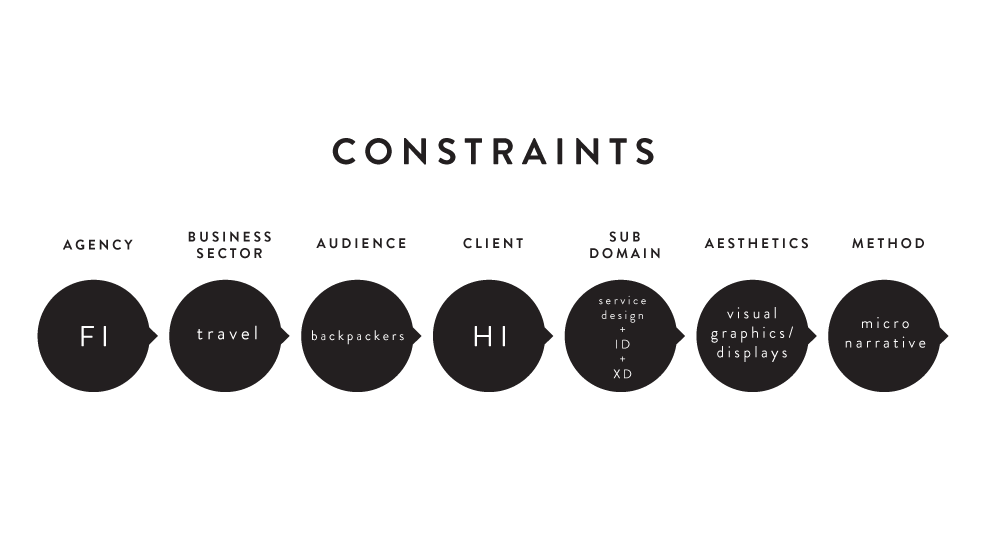 CONSTRAINTS
AGENCY
BUSINESS
SECTOR
AUDIENCE
CLIENT
SUB
DOMAIN
AESTHETICS
METHOD
FI
travel
backpackers
HI
service
design
+
ID
+
XD
visual
graphics/
displays
micro
narrative